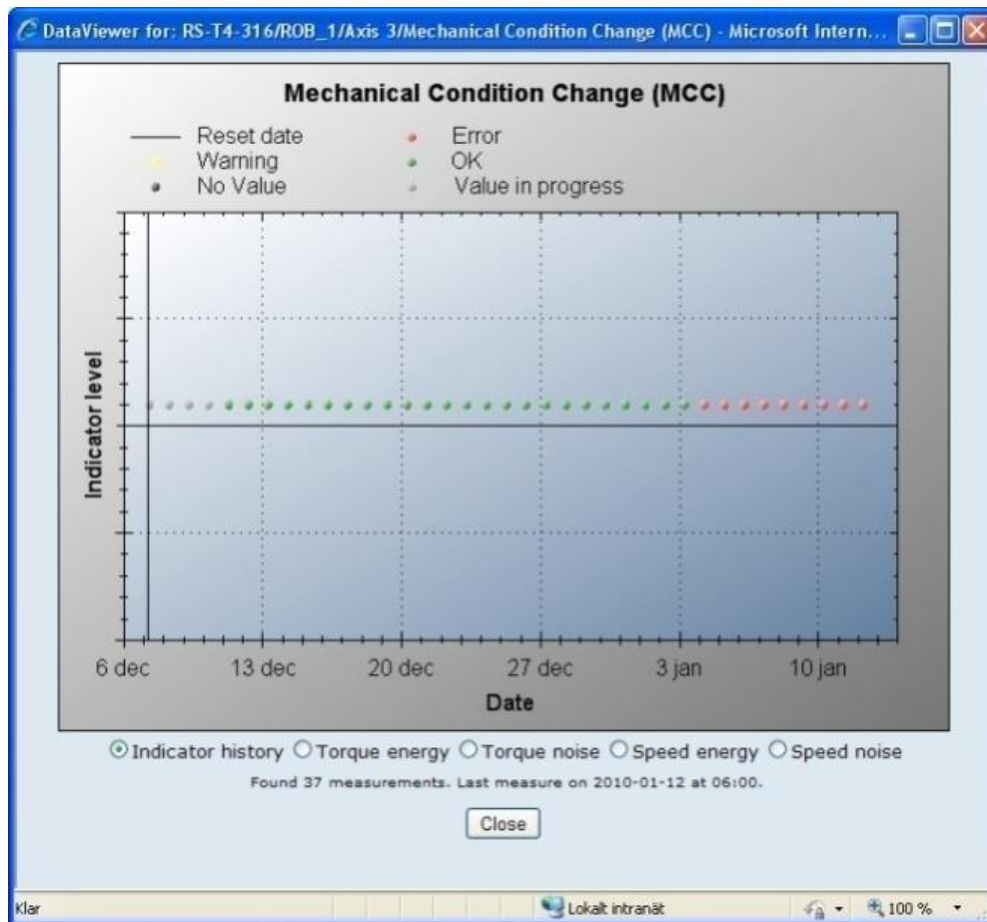 DataViewer for: RS-T4-316/ROB_1/Axis 3/Mechanical Condition Change (MCC) - Microsoft Intern...
Mechanical Condition Change (MCC)
Reset date
Error
Warning
OK
No Value
Value in progress
Indicator level
6 dec
13 dec
20 dec
27 dec
3 jan
10 jan
Date
Indicator history Torque energy Torque noise Speed energy Speed noise
Found 37 measurements. Last measure on 2010-01-12 at 06:00.
Close
Klar
Lokalt intranät
100 %